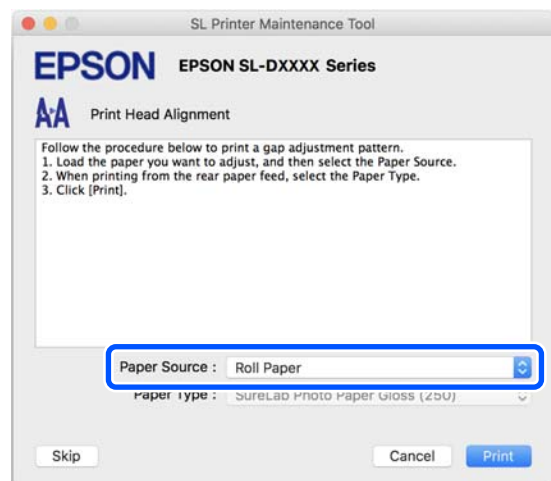 SL Printer Maintenance Tool
EPSON EPSON SL-DXXXX Series
A-A Print Head Alignment
Follow the procedure below to print a gap adjustment pattern.
1. Load the paper you want to adjust, and then select the Paper Source.
2. When printing from the rear paper feed, select the Paper Type.
3. Click [Print].
Paper Source : Roll Paper
Paper Type : SureLab Photo Paper Gloss (250)
Skip Cancel Print